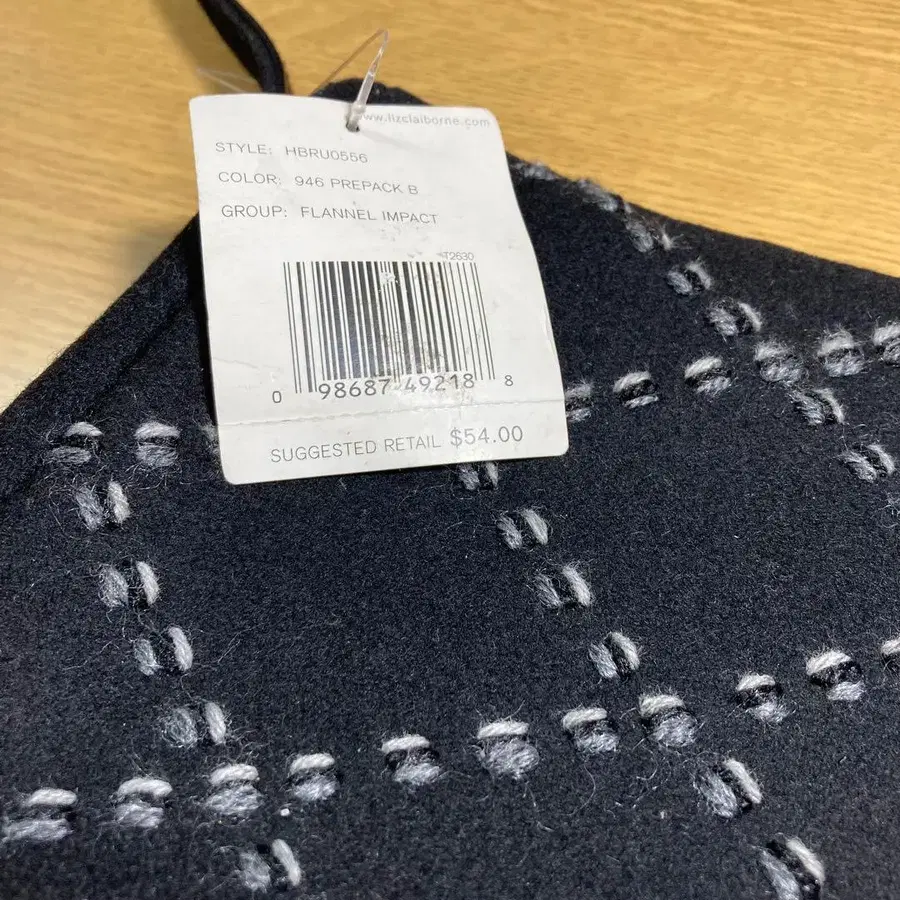 www.lizclaiborne.com
STYLE: HBRU0556
COLOR: 946 PREPACK B
GROUP: FLANNEL IMPACT
T2630
0 98687 49218 8
SUGGESTED RETAIL $54.00